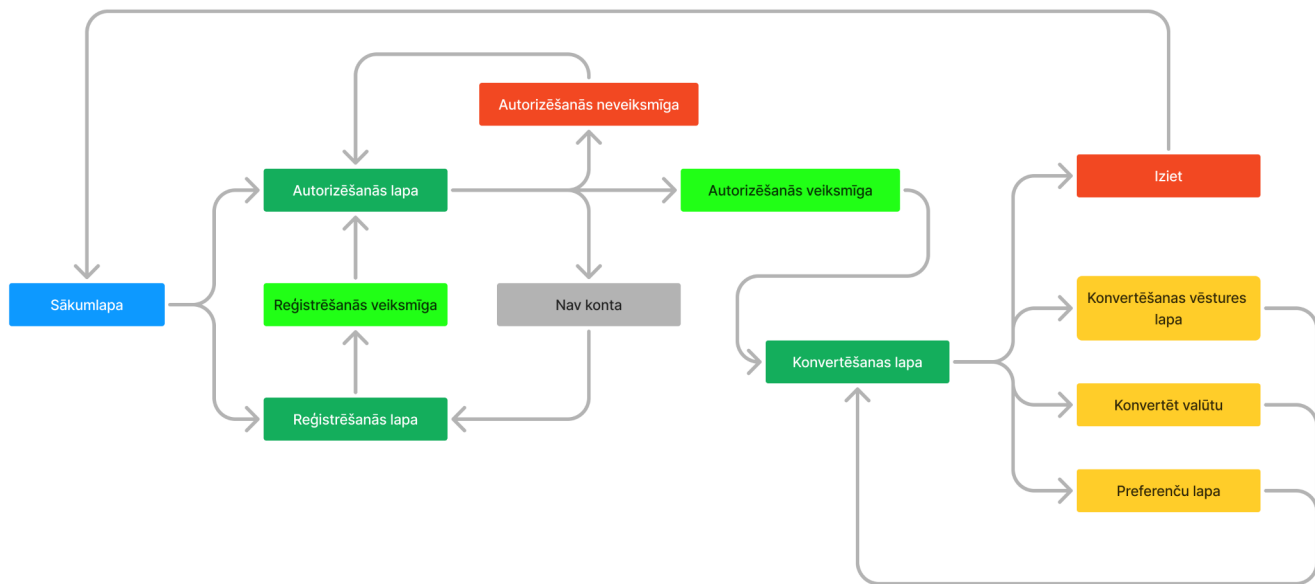 Autorizēšanās neveiksmīga
Autorizēšanās lapa
Autorizēšanās veiksmīga
Iziet
Sākumlapa
Reģistrēšanās veiksmīga
Nav konta
Konvertēšanas vēstures
lapa
Konvertēšanas lapa
Konvertēt valūtu
Reģistrēšanās lapa
Preferenču lapa